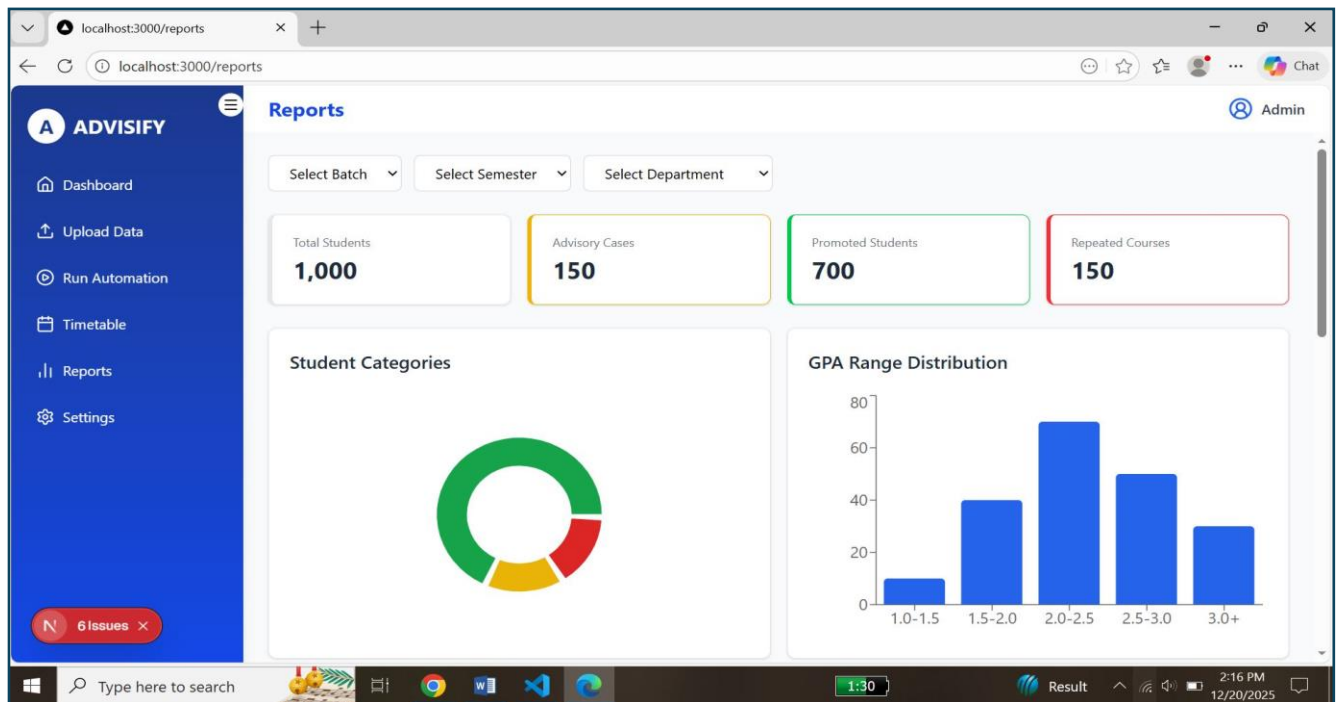 localhost:3000/reports
localhost:3000/reports
Chat
A ADVISIFY
Reports
Admin
Dashboard
Upload Data
Run Automation
Timetable
Reports
Settings
Select Batch
Select Semester
Select Department
Total Students
1,000
Advisory Cases
150
Promoted Students
700
Repeated Courses
150
Student Categories
GPA Range Distribution
80
60
40
20
0
1.0-1.5 1.5-2.0 2.0-2.5 2.5-3.0 3.0+
N 6 Issues
Type here to search
W
1:30
Result
2:16 PM
12/20/2025